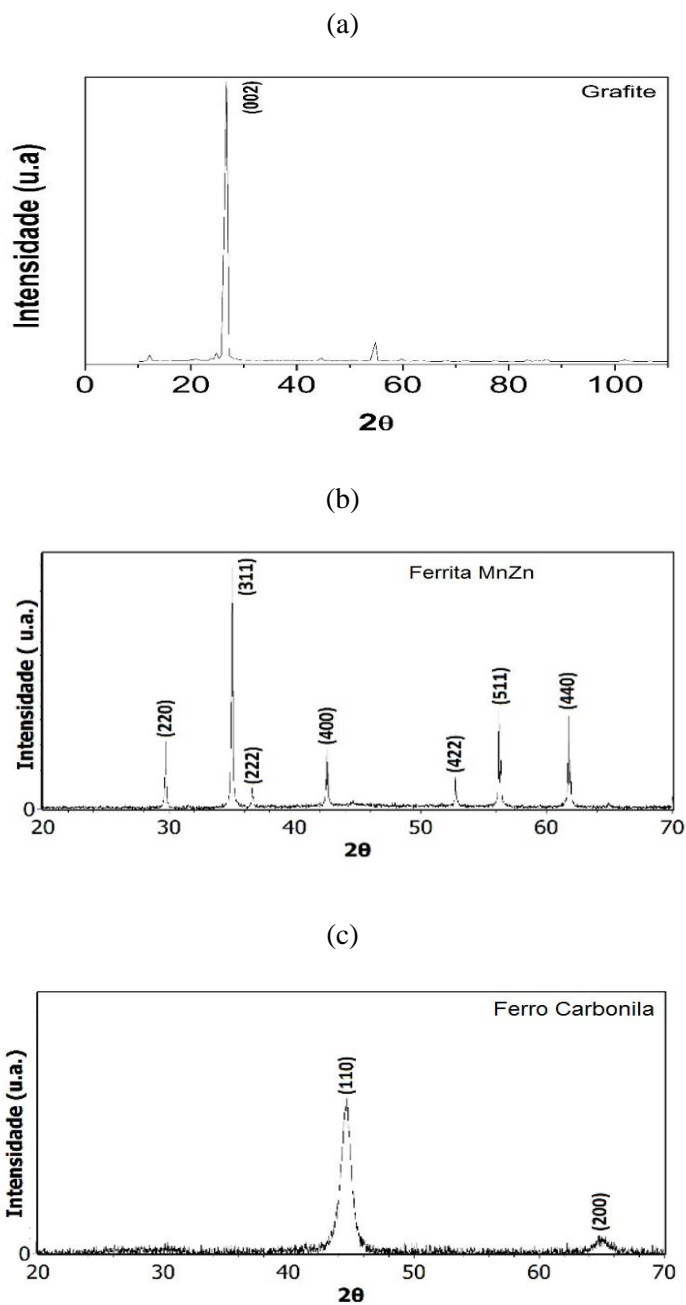 (a)
Grafite
(002)
Intensidade (u.a)
0 20 40 60 80 100
2θ
(b)
Ferrita MnZn
(220) (311) (222) (400) (422) (511) (440)
Intensidade ( u.a.)
0
20 30 40 50 60 70
2θ
(c)
Ferro Carbonila
(110) (200)
Intensidade (u.a.)
0
20 30 40 50 60 70
2θ